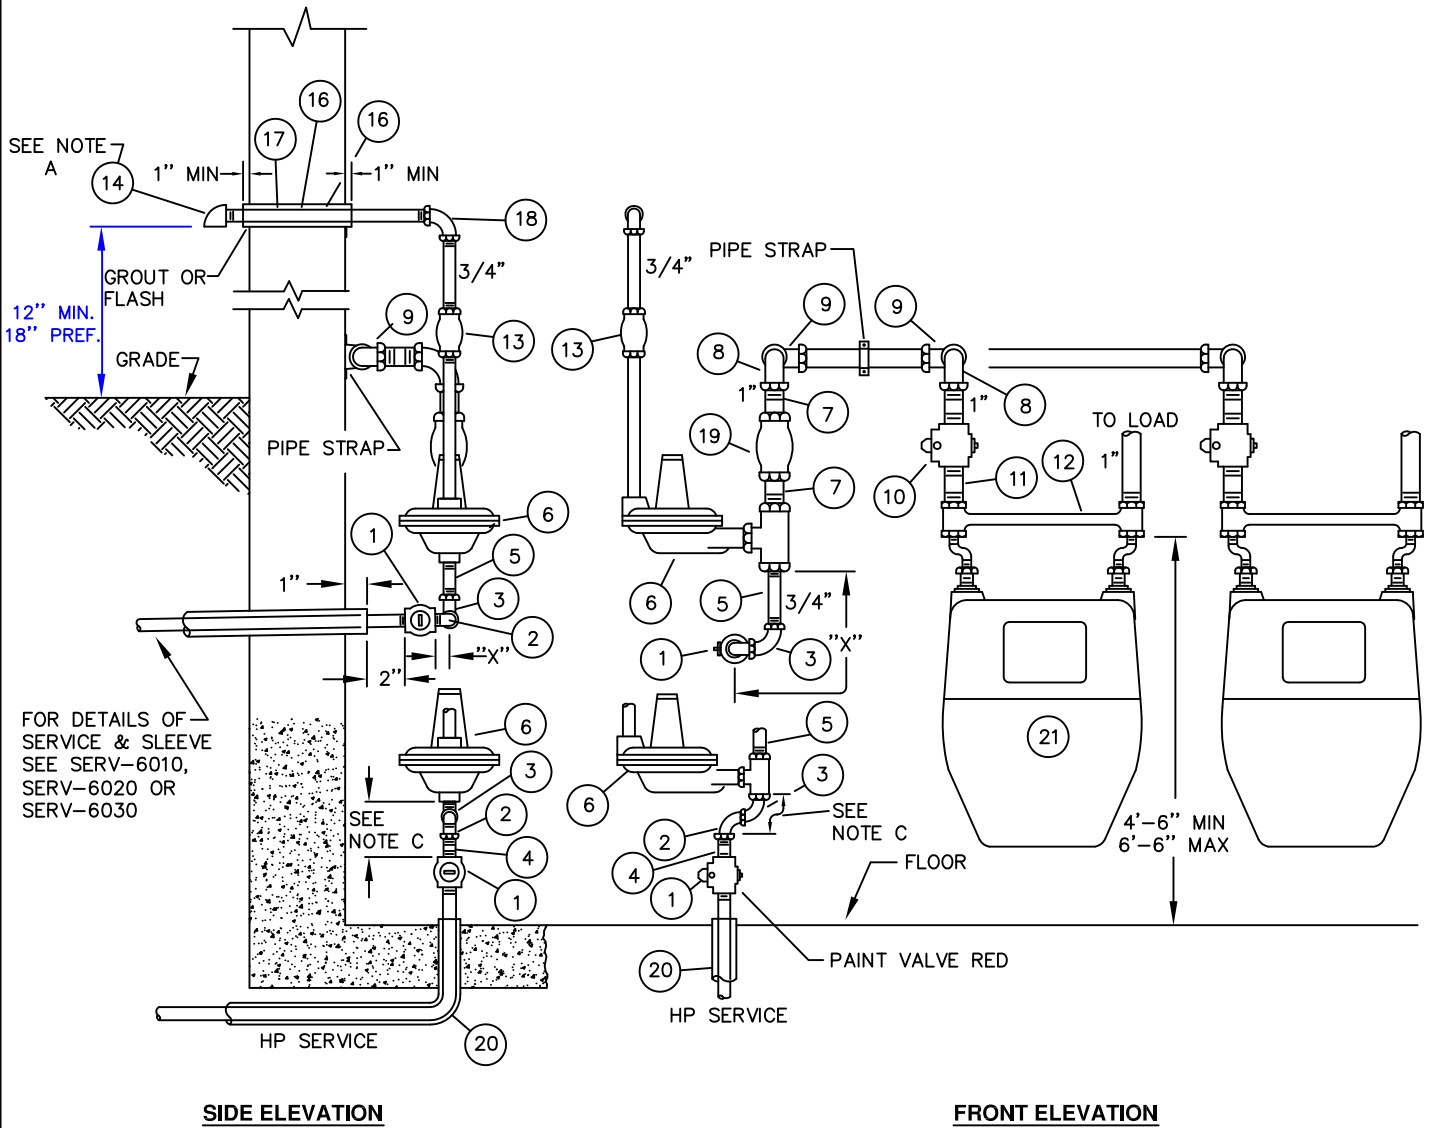 16
17
16
SEE NOTE
A
14
1" MIN
1" MIN
18
3/4"
GROUT OR
FLASH
12" MIN.
18" PREF.
9
13
GRADE
PIPE STRAP
6
1
5
1"
3
2
"X"
2"
FOR DETAILS OF
SERVICE & SLEEVE
SEE SERV-6010,
SERV-6020 OR
SERV-6030
6
3
SEE
NOTE C
2
4
1
20
HP SERVICE
SIDE ELEVATION
3/4"
PIPE STRAP
13
9
9
8
1"
7
8
1"
19
TO LOAD
1"
7
10
11
12
6
5
3/4"
1
3
"X"
5
6
3
SEE
NOTE C
2
4
1
21
4'-6" MIN
6'-6" MAX
FLOOR
20
PAINT VALVE RED
HP SERVICE
FRONT ELEVATION